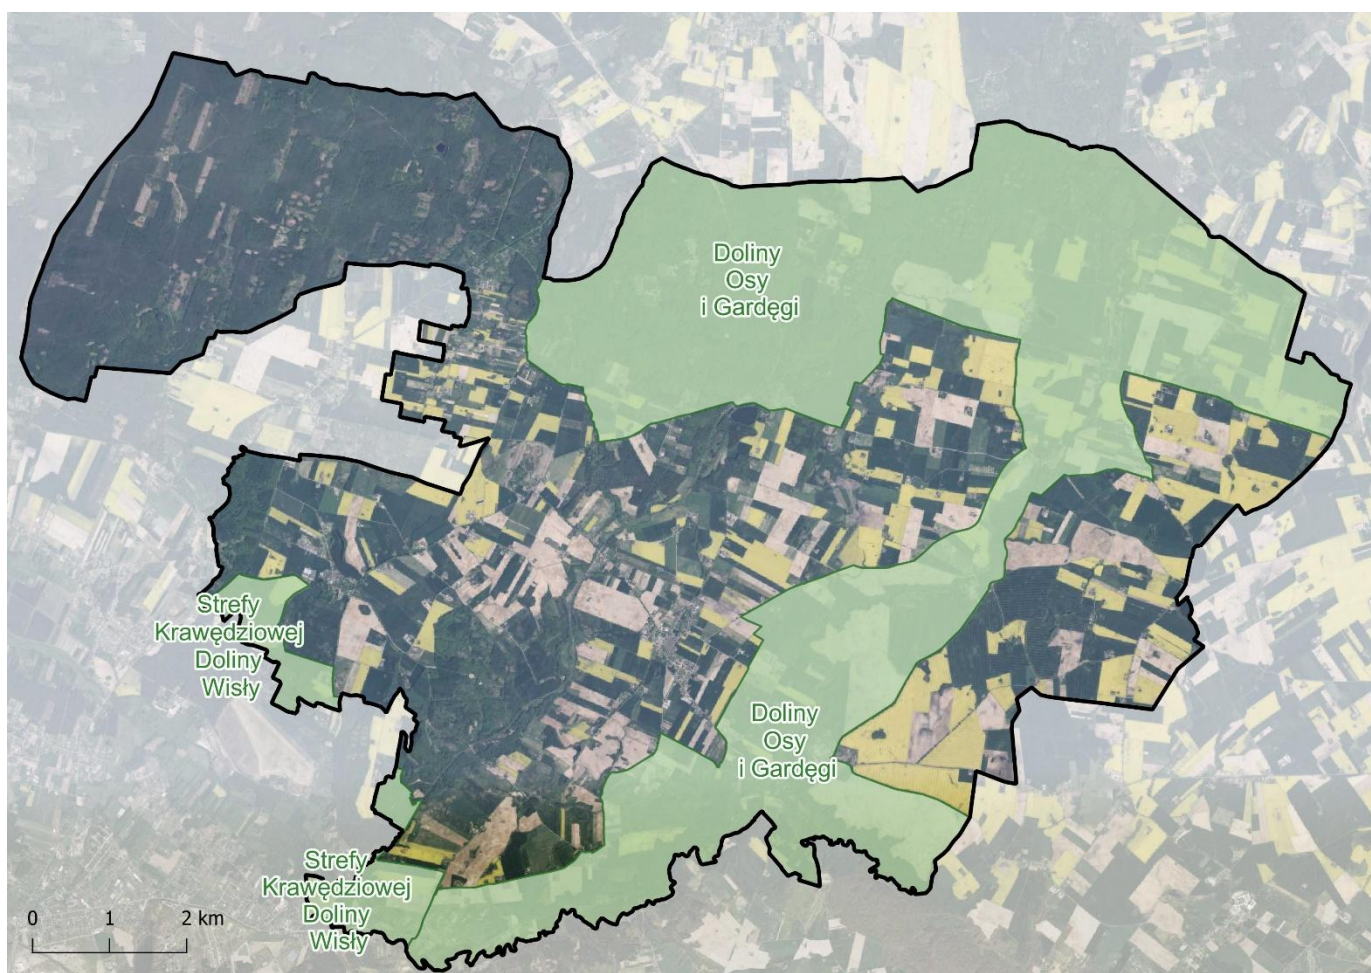 Doliny
Osy
i Gardęgi
Strefy
Krawędziowej
Doliny
Wisły
Doliny
Osy
i Gardęgi
Strefy
Krawędziowej
Doliny
Wisły
0 1 2 km